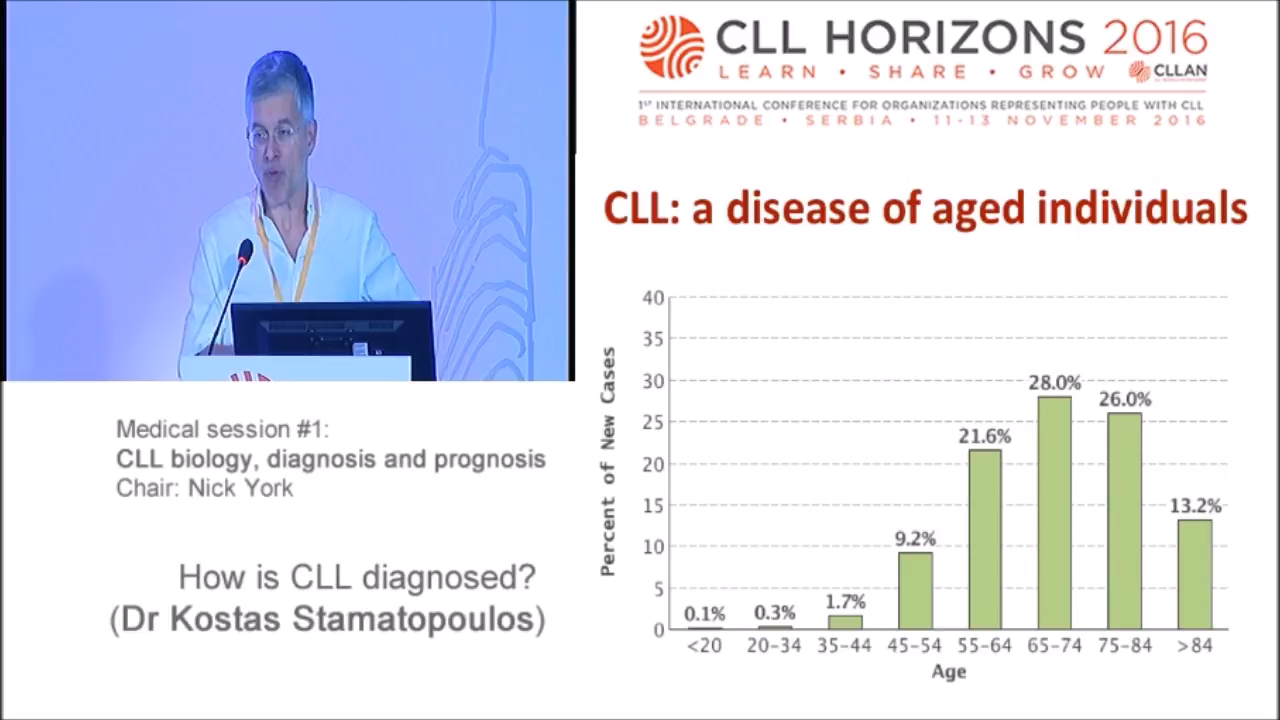 CLL HORIZONS 2016
LEARN • SHARE • GROW
CLLAN
1ST INTERNATIONAL CONFERENCE FOR ORGANIZATIONS REPRESENTING PEOPLE WITH CLL
BELGRADE • SERBIA • 11-13 NOVEMBER 2016
CLL: a disease of aged individuals
Percent of New Cases
40
35
30
25
20
15
10
5
0
0.1%
0.3%
1.7%
9.2%
21.6%
28.0%
26.0%
13.2%
<20 20-34 35-44 45-54 55-64 65-74 75-84 >84
Age
Medical session #1:
CLL biology, diagnosis and prognosis
Chair: Nick York
How is CLL diagnosed?
(Dr Kostas Stamatopoulos)